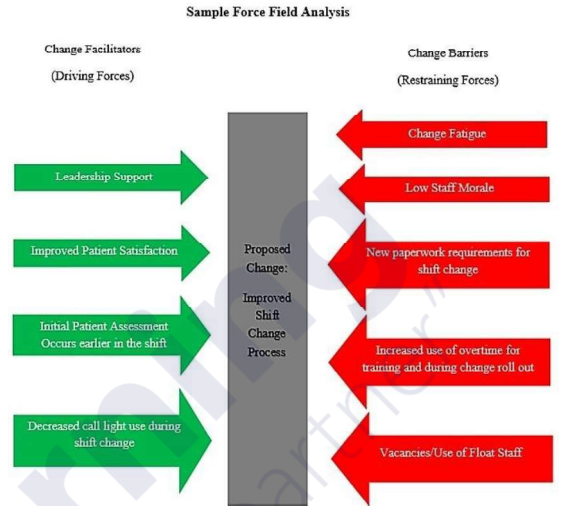 Sample Force Field Analysis
Change Facilitators
(Driving Forces)
Change Barriers
(Restraining Forces)
Leadership Support
Improved Patient Satisfaction
Initial Patient Assessment
Occurs earlier in the shift
Decreased call light use during
shift change
Proposed
Change:
Improved
Shift
Change
Process
Change Fatigue
Low Staff Morale
New paperwork requirements for
shift change
Increased use of overtime for
training and during change roll out
Vacancies/Use of Float Staff